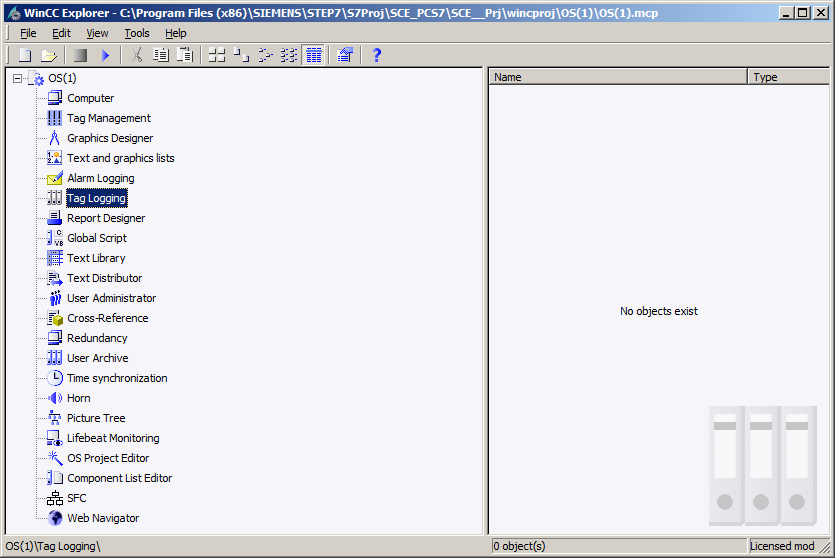 WinCC Explorer - C:\Program Files (x86)\SIEMENS\STEP7\S7Proj\SCE_PCS7\SCE__Prj\wincproj\OS(1)\OS(1).mcp
File Edit View Tools Help
OS(1)
Computer
Tag Management
Graphics Designer
Text and graphics lists
Alarm Logging
Tag Logging
Report Designer
Global Script
Text Library
Text Distributor
User Administrator
Cross-Reference
Redundancy
User Archive
Time synchronization
Horn
Picture Tree
Lifebeat Monitoring
OS Project Editor
Component List Editor
SFC
Web Navigator
Name Type
No objects exist
OS(1)\Tag Logging\ 0 object(s) Licensed mod